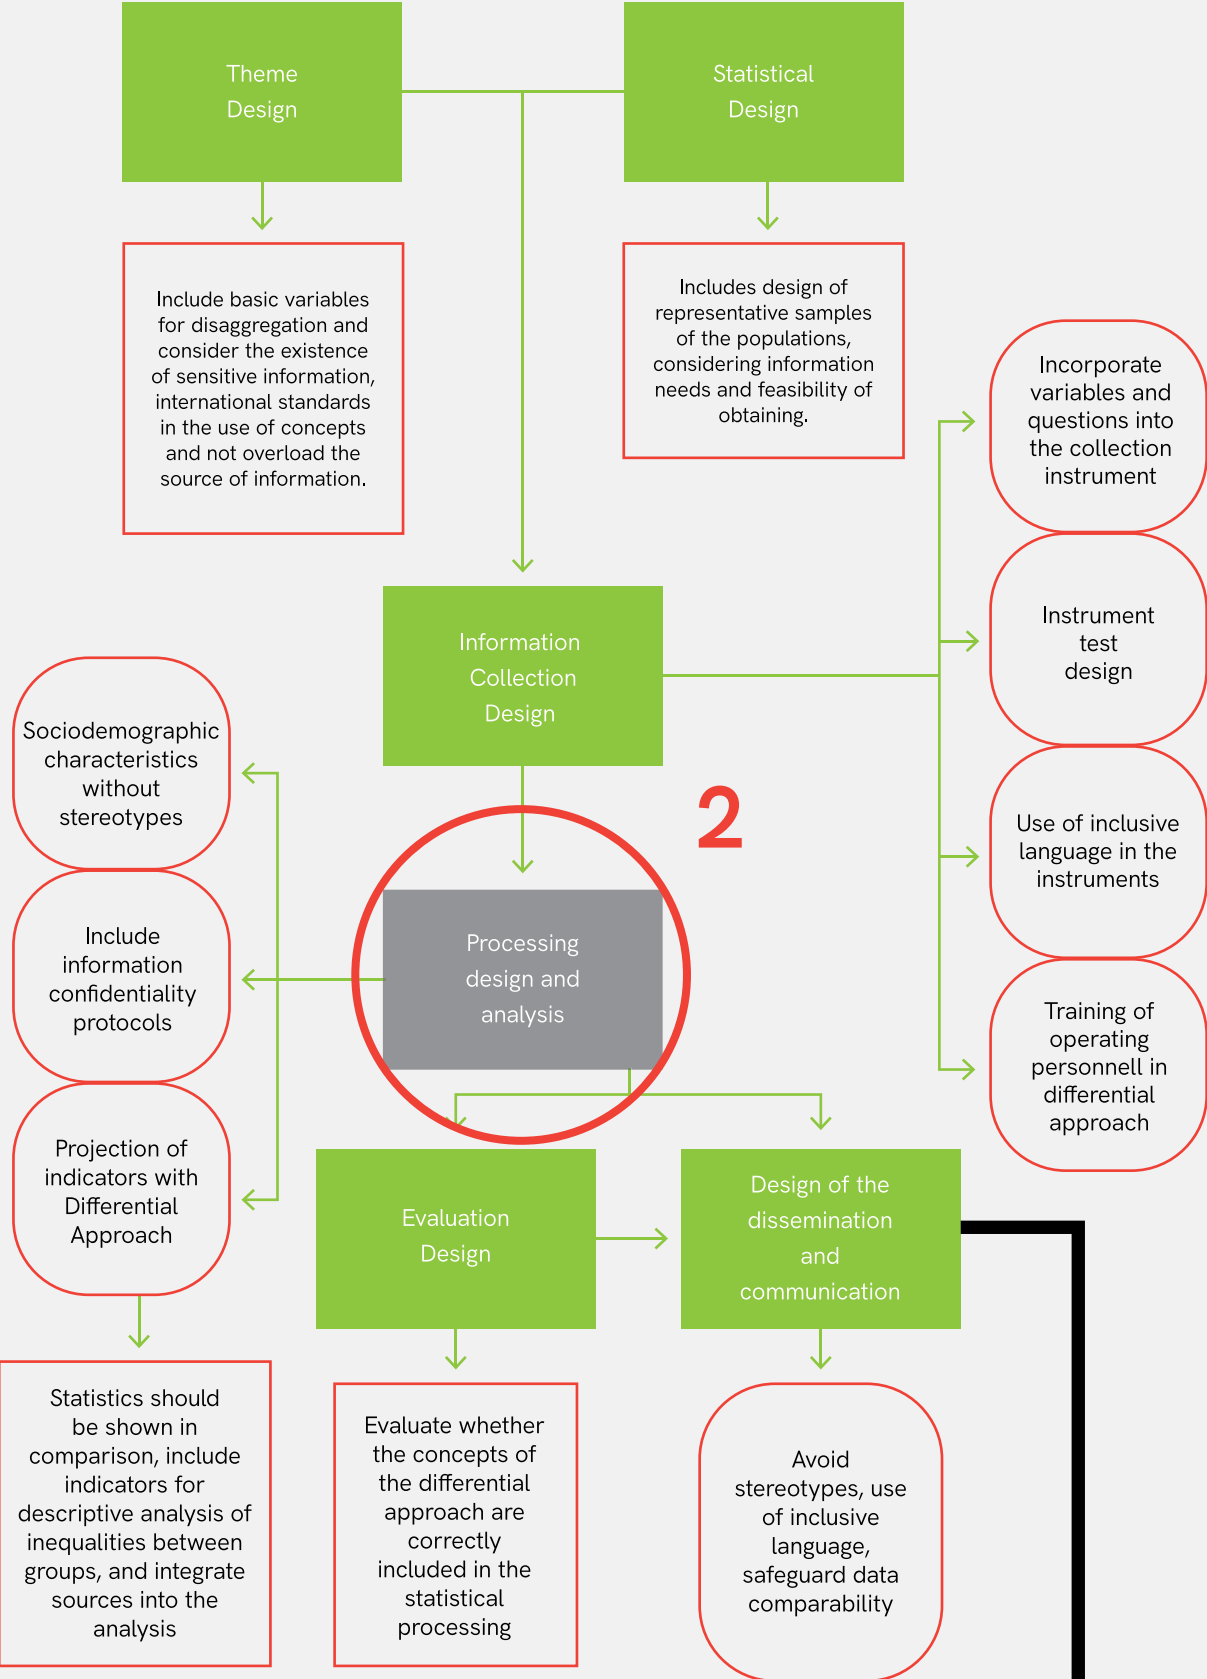 Theme
Design
Statistical
Design
Include basic variables
for disaggregation and
consider the existence
of sensitive information,
international standards
in the use of concepts
and not overload the
source of information.
Includes design of
representative samples
of the populations,
considering information
needs and feasibility of
obtaining.
Incorporate
variables and
questions into
the collection
instrument
Instrument
test
design
Use of inclusive
language in the
instruments
Training of
operating
personnell in
differential
approach
Information
Collection
Design
2
Sociodemographic
characteristics
without
stereotypes
Include
information
confidentiality
protocols
Projection of
indicators with
Differential
Approach
Processing
design and
analysis
Evaluation
Design
Design of the
dissemination
and
communication
Statistics should
be shown in
comparison, include
indicators for
descriptive analysis of
inequalities between
groups, and integrate
sources into the
analysis
Evaluate whether
the concepts of
the differential
approach are
correctly
included in the
statistical
processing
Avoid
stereotypes, use
of inclusive
language,
safeguard data
comparability